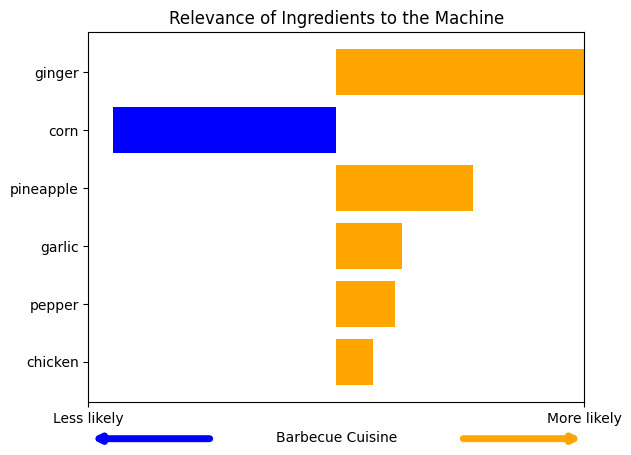 Relevance of Ingredients to the Machine
ginger
corn
pineapple
garlic
pepper
chicken
Less likely More likely
Barbecue Cuisine